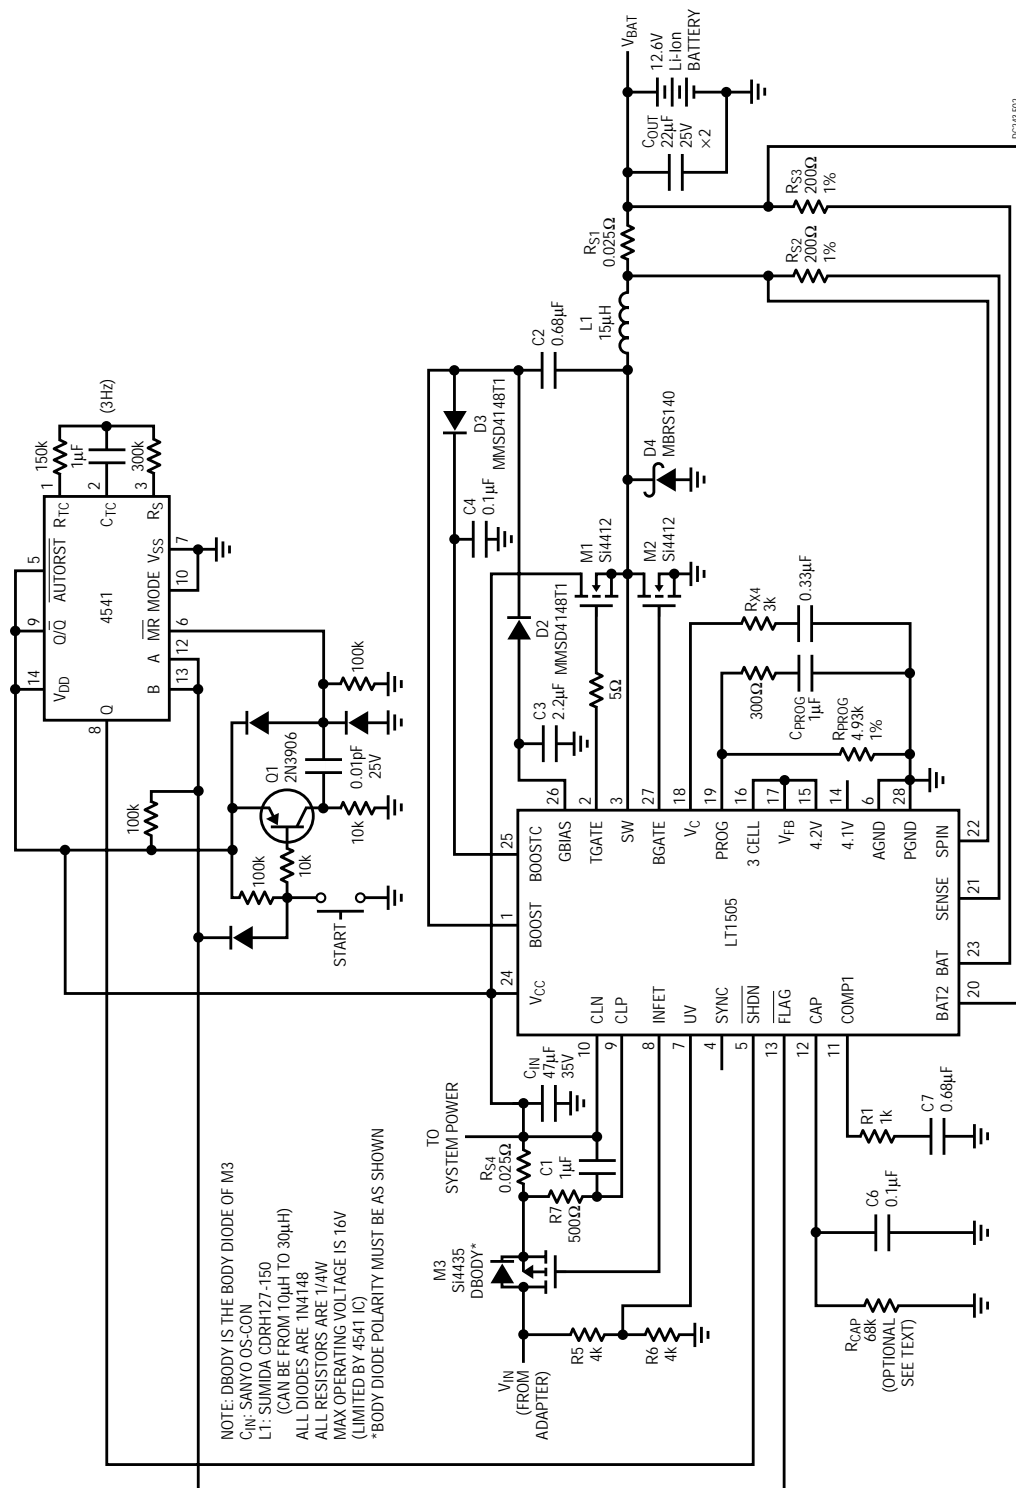 NOTE: DBODY IS THE BODY DIODE OF M3
CIN: SANYO OS-CON
L1: SUMIDA CDRH127-150
(CAN BE FROM 10µH TO 30µH)
ALL DIODES ARE 1N4148
ALL RESISTORS ARE 1/4W
MAX OPERATING VOLTAGE IS 16V
(LIMITED BY 4541 IC)
*BODY DIODE POLARITY MUST BE AS SHOWN
VIN
(FROM
ADAPTER)
R5
4k
R6
4k
M3
Si4435
DBODY*
R7
500Ω
RS4
0.025Ω
C1
1µF
TO
SYSTEM POWER
CIN
47µF
35V
RCAP
68k
(OPTIONAL
SEE TEXT)
C6
0.1µF
R1
1k
C7
0.68µF
START
100k
10k
Q1
2N3906
10k
0.01pF
25V
100k
100k
8
Q
14
VDD
9
Q/Q
5
AUTORST
4541
B
13
A
12
MR
6
MODE
10
VSS
7
RTC
1
CTC
2
RS
3
150k
1µF
300k
(3Hz)
LT1505
24
VCC
1
BOOST
25
BOOSTC
10
CLN
9
CLP
8
INFET
7
UV
4
SYNC
5
SHDN
13
FLAG
12
CAP
11
COMP1
GBIAS
26
TGATE
2
SW
3
BGATE
27
VC
18
PROG
19
3 CELL
16
VFB
17
4.2V
15
4.1V
14
AGND
6
PGND
28
BAT2
20
BAT
23
SENSE
21
SPIN
22
C3
2.2µF
D2
MMSD4148T1
5Ω
M1
Si4412
M2
Si4412
C4
0.1µF
D3
MMSD4148T1
C2
0.68µF
D4
MBRS140
L1
15µH
RS1
0.025Ω
COUT
22µF
25V
×2
12.6V
Li-Ion
BATTERY
VBAT
300Ω
CPROG
1µF
RPROG
4.93k
1%
RX4
3k
0.33µF
RS2
200Ω
1%
RS3
200Ω
1%